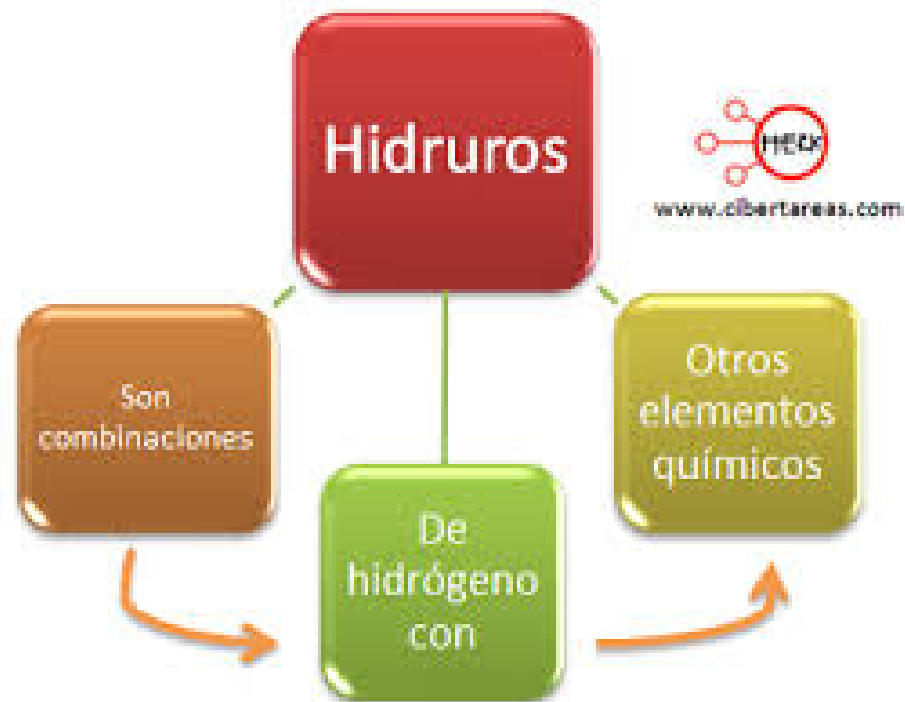 Hidruros
www.cibertareas.com
Son
combinaciones
De
hidrógeno
con
Otros
elementos
químicos